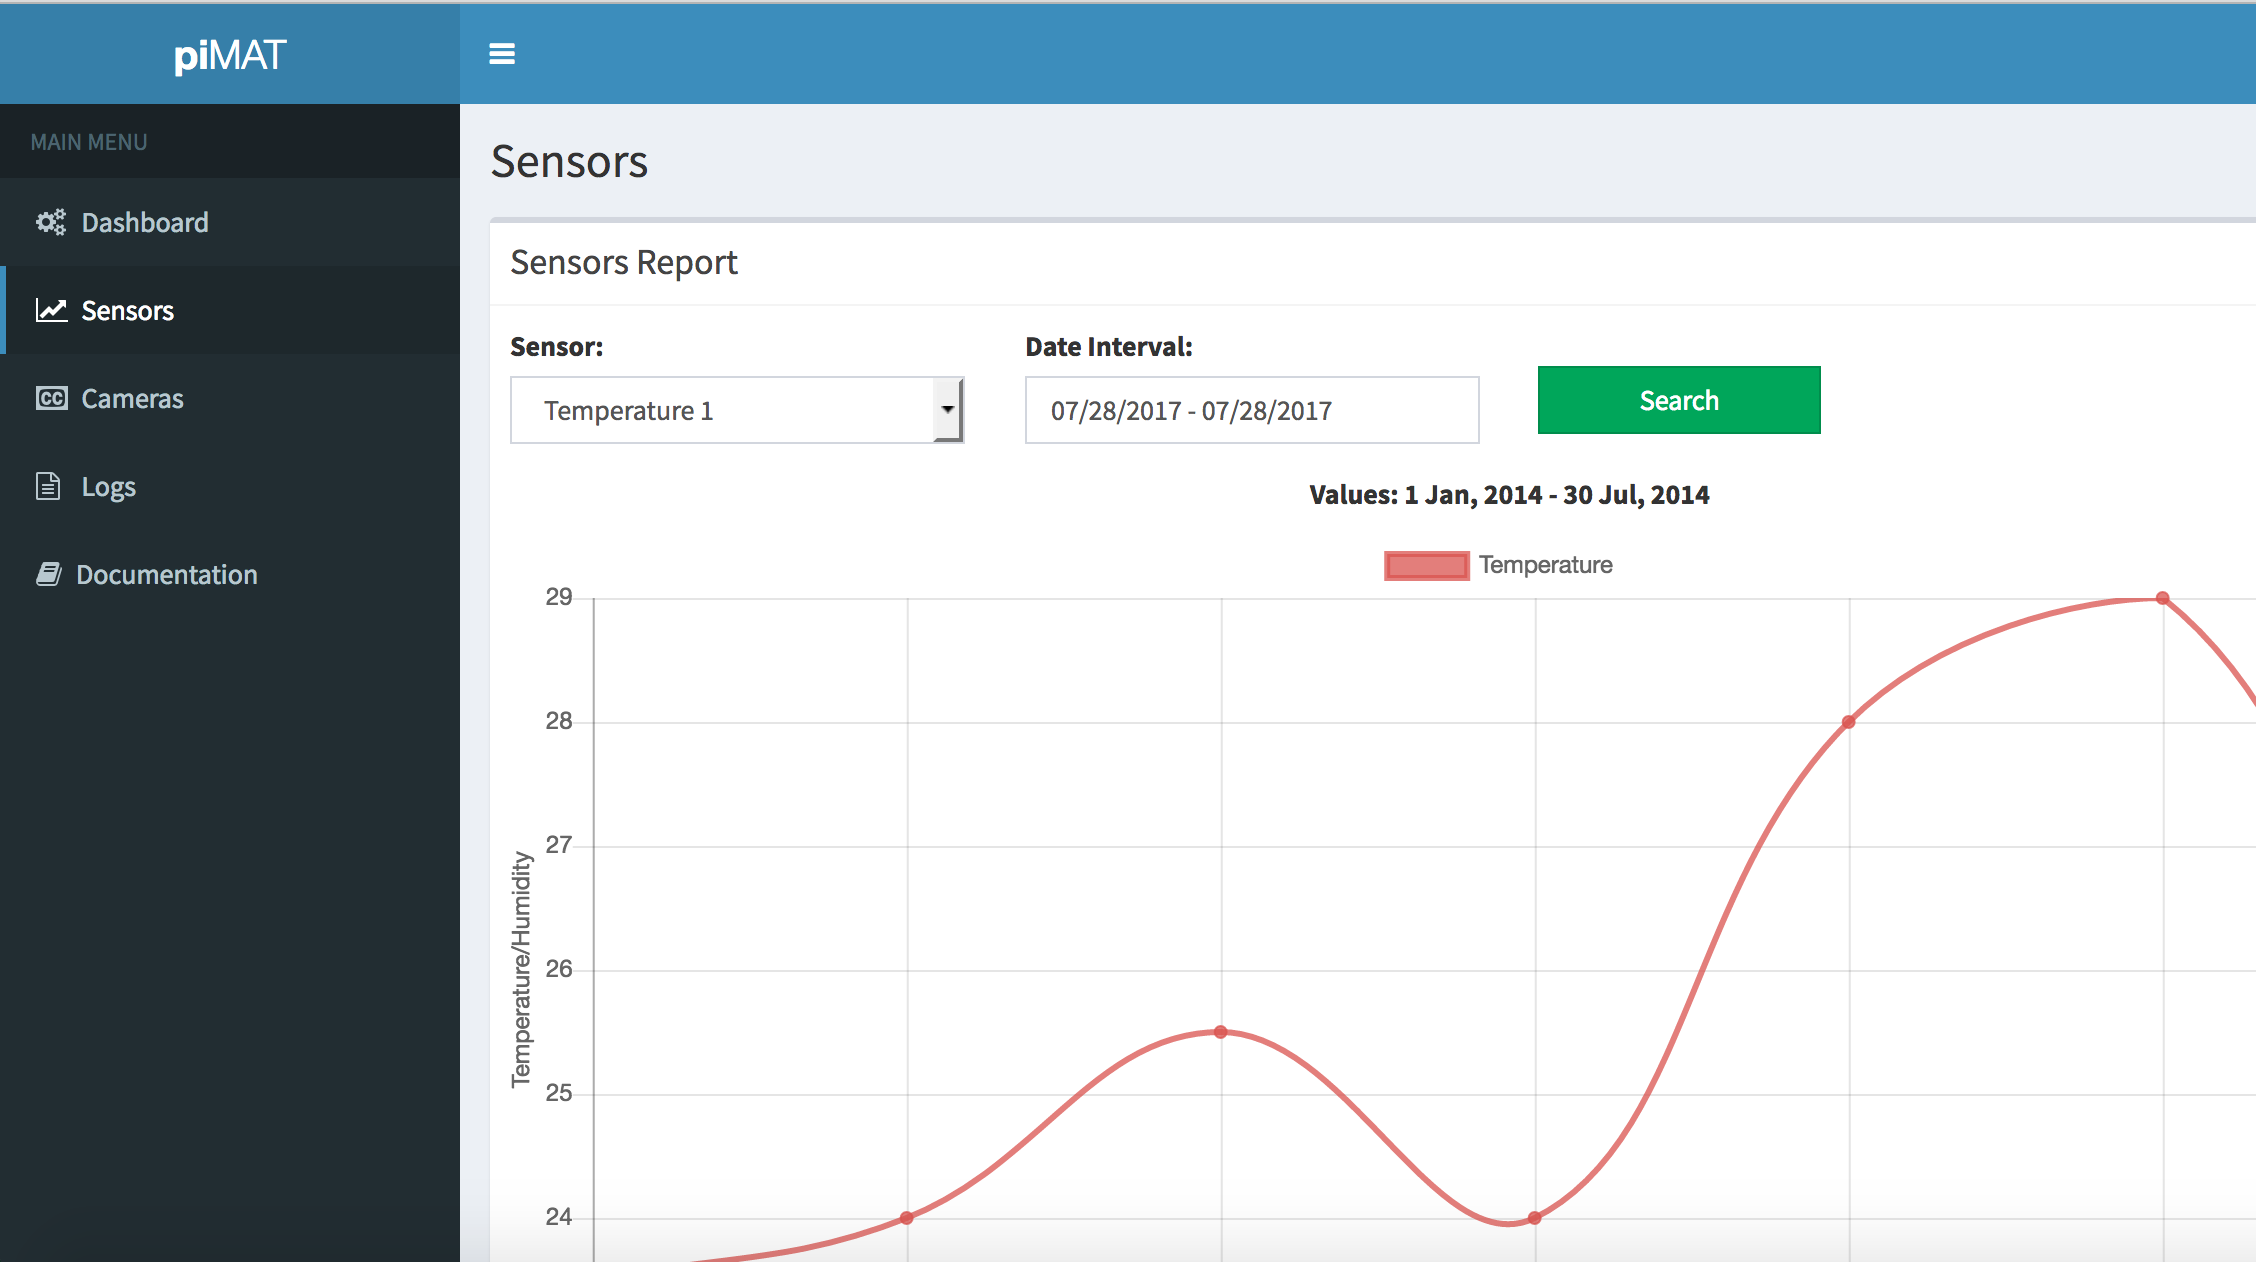 piMAT
MAIN MENU
Dashboard
Sensors
Cameras
Logs
Documentation
Sensors
Sensors Report
Sensor:
Date Interval:
Temperature 1
07/28/2017 - 07/28/2017
Search
Values: 1 Jan, 2014 - 30 Jul, 2014
Temperature
29
28
27
26
25
24
Temperature/Humidity